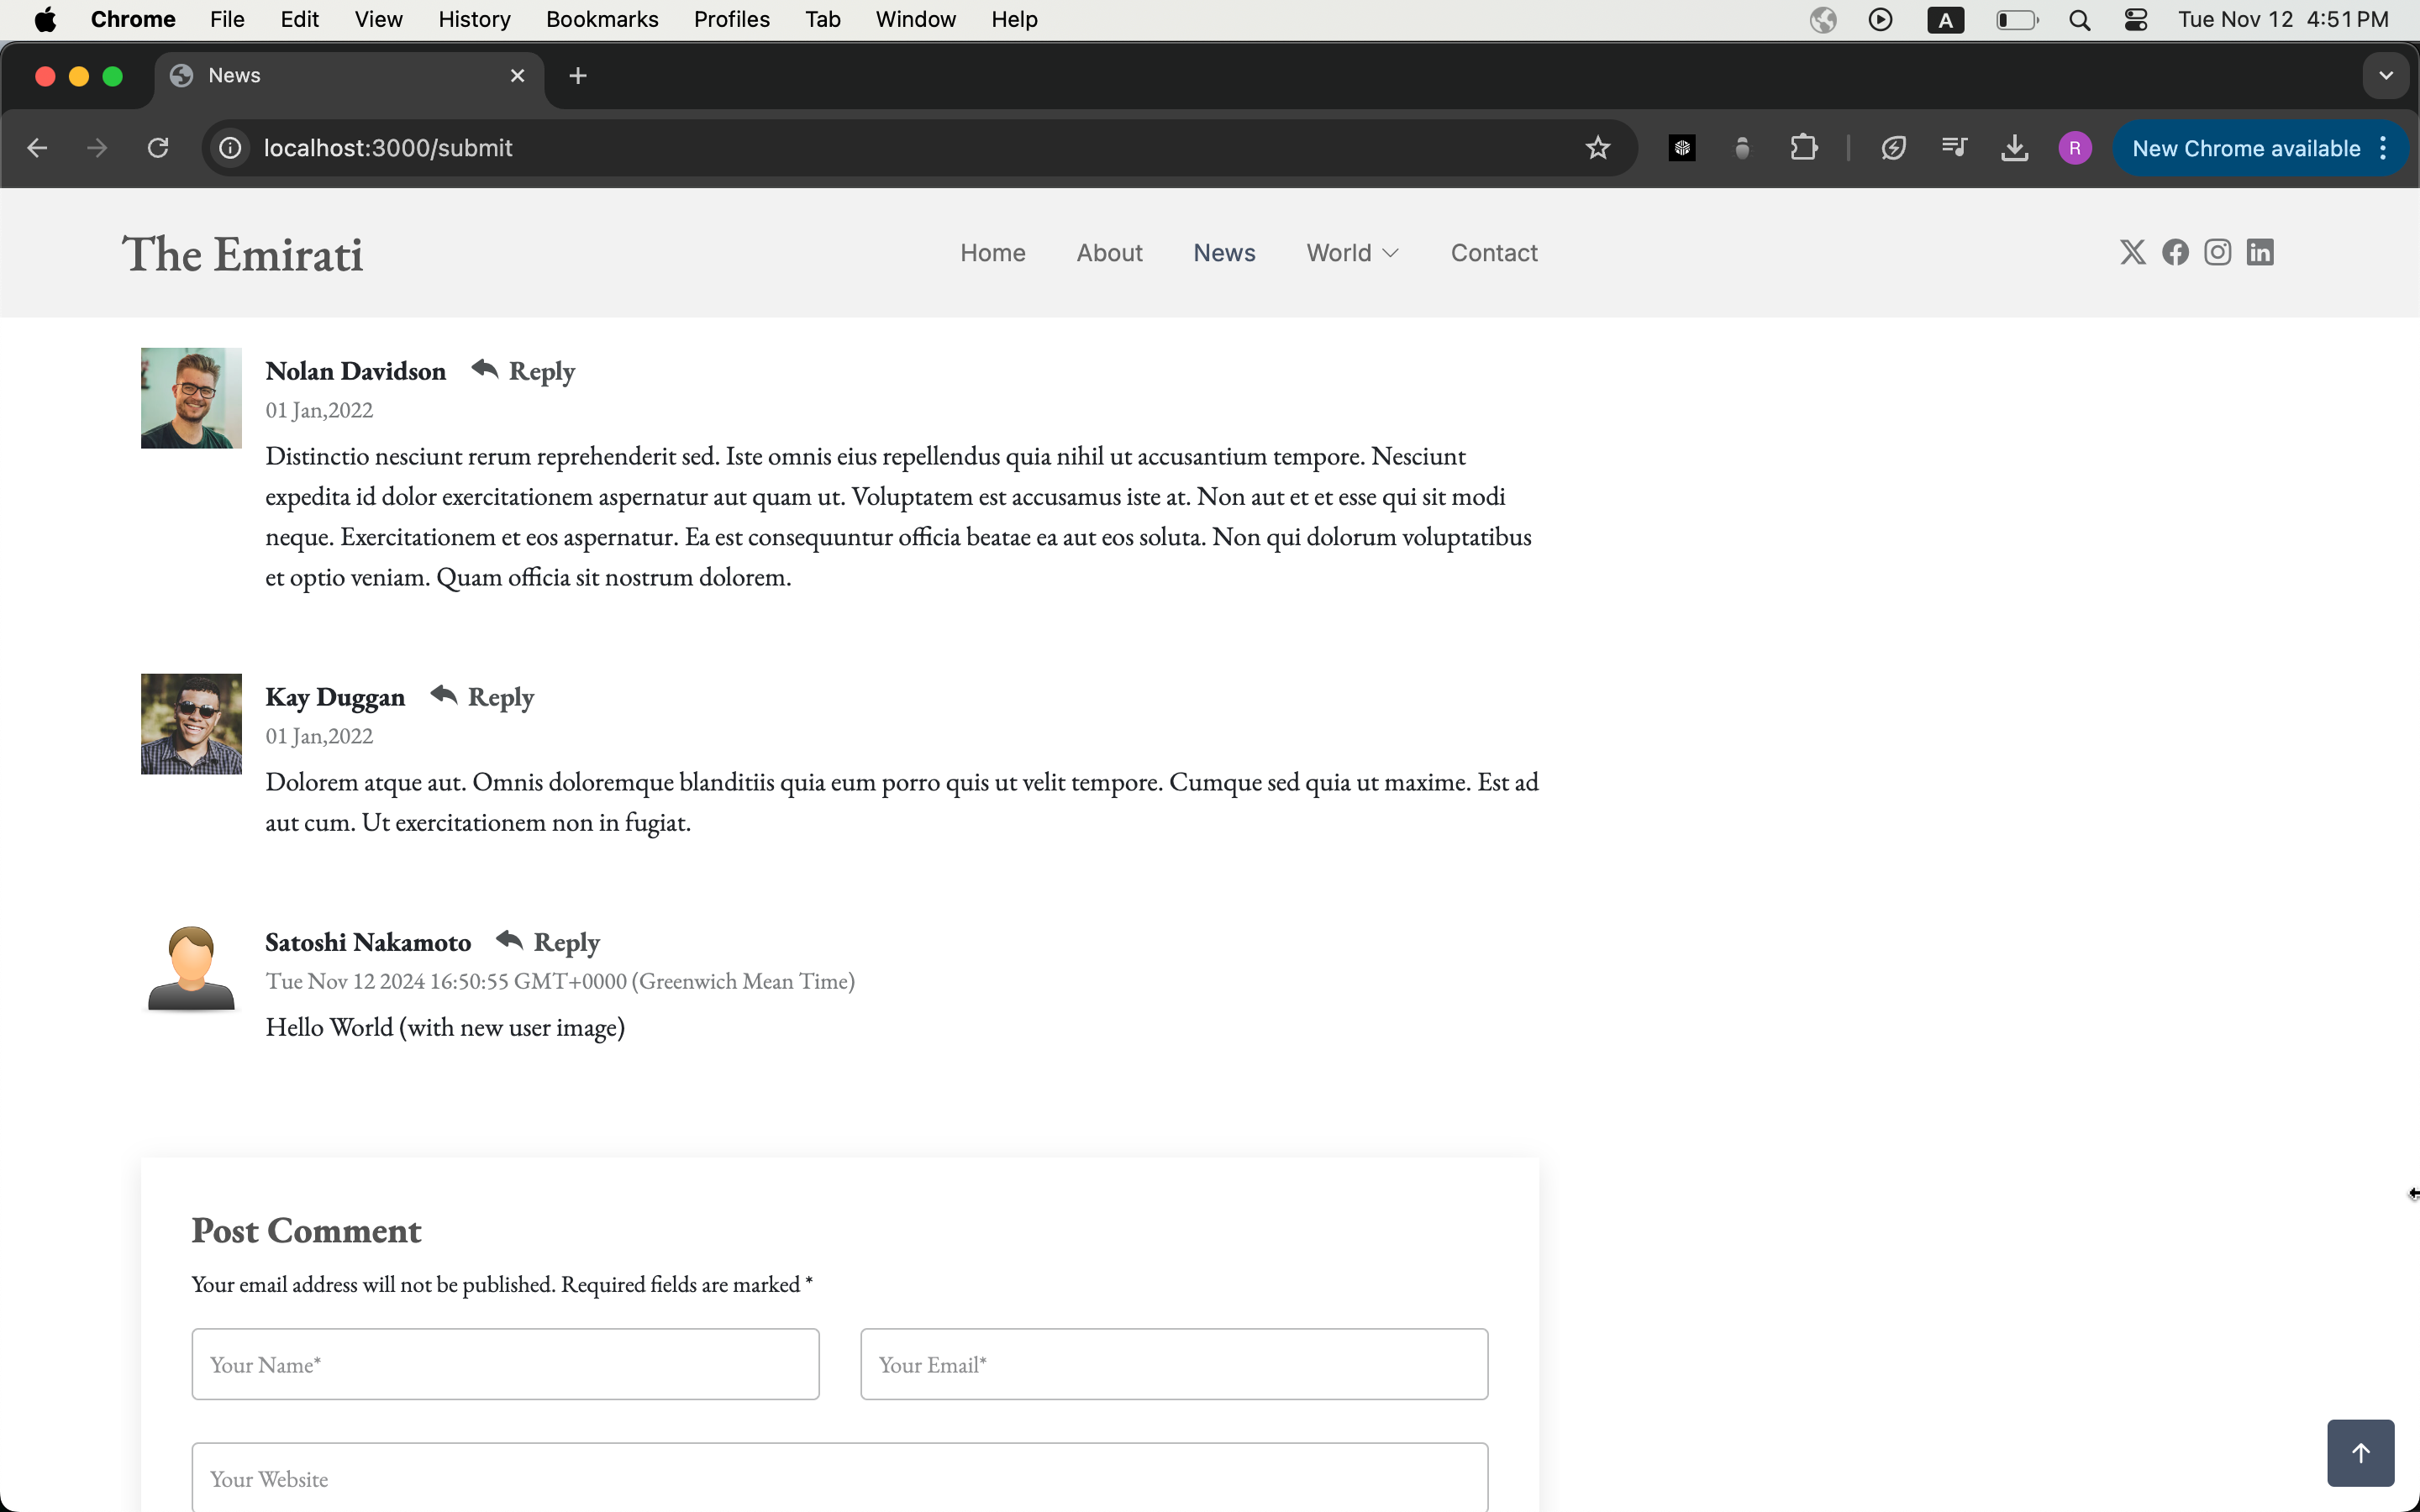 Chrome File Edit View History Bookmarks Profiles Tab Window Help A Tue Nov 12 4:51 PM
News
localhost:3000/submit R New Chrome available
The Emirati Home About News World Contact
Nolan Davidson Reply
01 Jan,2022
Distinctio nesciunt rerum reprehenderit sed. Iste omnis eius repellendus quia nihil ut accusantium tempore. Nesciunt
expedita id dolor exercitationem aspernatur aut quam ut. Voluptatem est accusamus iste at. Non aut et et esse qui sit modi
neque. Exercitationem et eos aspernatur. Ea est consequuntur officia beatae ea aut eos soluta. Non qui dolorum voluptatibus
et optio veniam. Quam officia sit nostrum dolorem.
Kay Duggan Reply
01 Jan,2022
Dolorem atque aut. Omnis doloremque blanditiis quia eum porro quis ut velit tempore. Cumque sed quia ut maxime. Est ad
aut cum. Ut exercitationem non in fugiat.
Satoshi Nakamoto Reply
Tue Nov 12 2024 16:50:55 GMT+0000 (Greenwich Mean Time)
Hello World (with new user image)
Post Comment
Your email address will not be published. Required fields are marked *
Your Name* Your Email*
Your Website